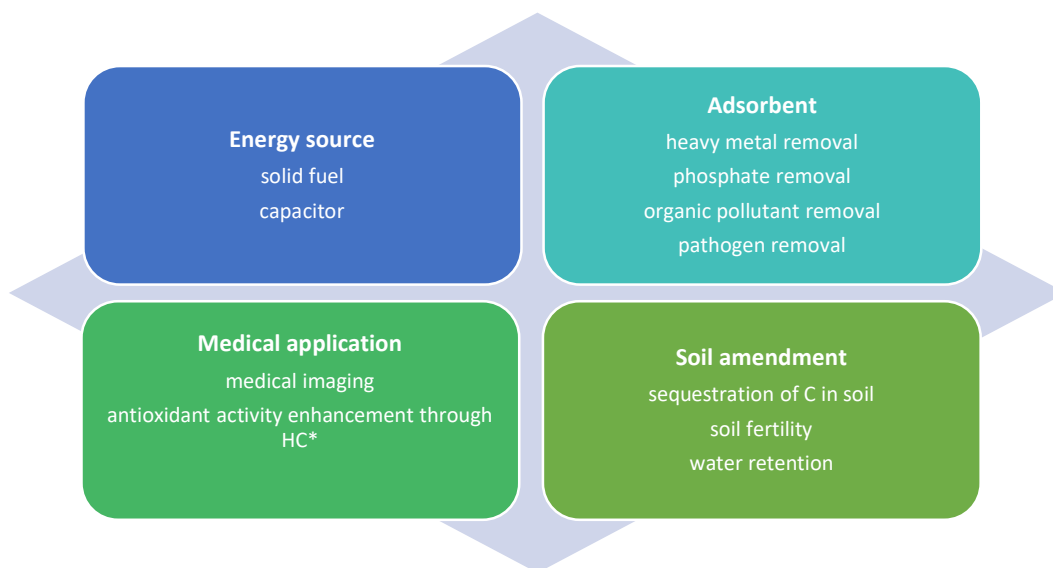 Energy source
solid fuel
capacitor
Adsorbent
heavy metal removal
phosphate removal
organic pollutant removal
pathogen removal
Medical application
medical imaging
antioxidant activity enhancement through
HC*
Soil amendment
sequestration of C in soil
soil fertility
water retention